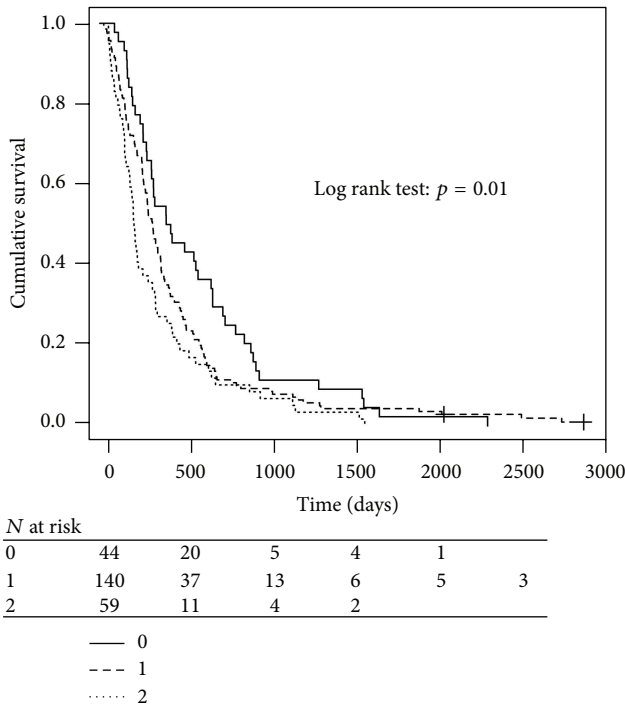 1.0
0.8
0.6
0.4
0.2
0.0
Cumulative survival
Log rank test: p = 0.01
0 500 1000 1500 2000 2500 3000
Time (days)
N at risk
0 44 20 5 4 1
1 140 37 13 6 5 3
2 59 11 4 2
0
1
2